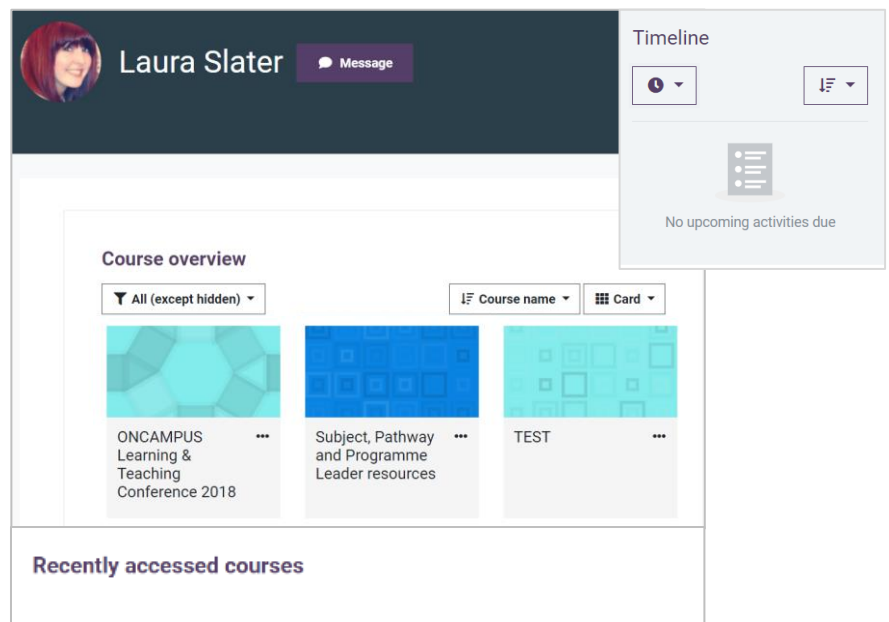 Laura Slater
Message
Timeline
No upcoming activities due
Course overview
All (except hidden)
Course name
Card
ONCAMPUS
Learning &
Teaching
Conference 2018
Subject, Pathway
and Programme
Leader resources
TEST
Recently accessed courses